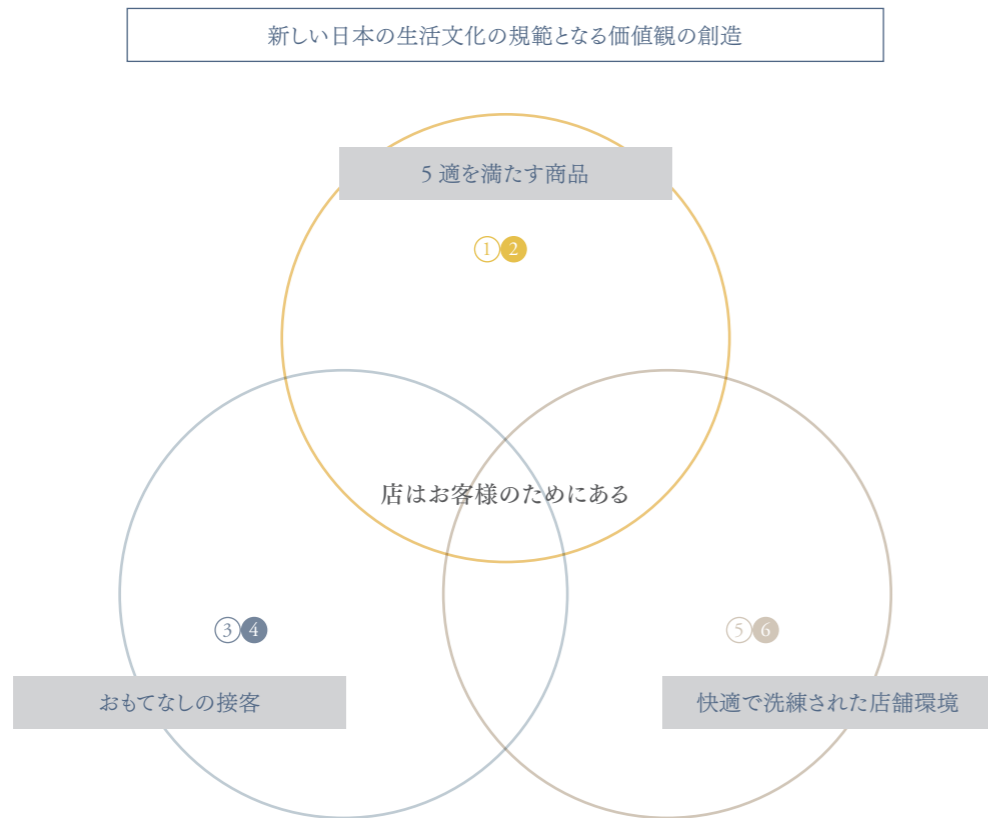 新しい日本の生活文化の規範となる価値観の創造
5 適を満たす商品
① ❷
店はお客様のためにある
③ ❹
⑤ ❻
おもてなしの接客
快適で洗練された店舗環境